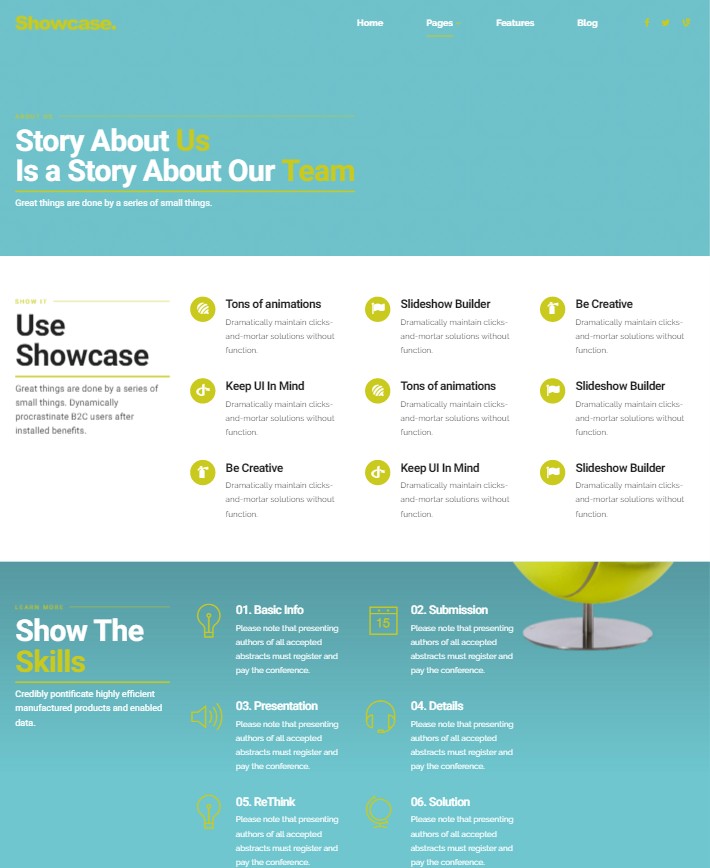 Showcase.
Home
Pages
Features
Blog
ABOUT US
Story About Us
Is a Story About Our Team
Great things are done by a series of small things.
SHOW IT
Use
Showcase
Great things are done by a series of
small things. Dynamically
procrastinate B2C users after
installed benefits.
Tons of animations
Dramatically maintain clicks-
and-mortar solutions without
function.
Slideshow Builder
Dramatically maintain clicks-
and-mortar solutions without
function.
Be Creative
Dramatically maintain clicks-
and-mortar solutions without
function.
Keep UI In Mind
Dramatically maintain clicks-
and-mortar solutions without
function.
Tons of animations
Dramatically maintain clicks-
and-mortar solutions without
function.
Slideshow Builder
Dramatically maintain clicks-
and-mortar solutions without
function.
Be Creative
Dramatically maintain clicks-
and-mortar solutions without
function.
Keep UI In Mind
Dramatically maintain clicks-
and-mortar solutions without
function.
Slideshow Builder
Dramatically maintain clicks-
and-mortar solutions without
function.
LEARN MORE
Show The
Skills
Credibly pontificate highly efficient
manufactured products and enabled
data.
01. Basic Info
Please note that presenting
authors of all accepted
abstracts must register and
pay the conference.
15
02. Submission
Please note that presenting
authors of all accepted
abstracts must register and
pay the conference.
03. Presentation
Please note that presenting
authors of all accepted
abstracts must register and
pay the conference.
04. Details
Please note that presenting
authors of all accepted
abstracts must register and
pay the conference.
05. ReThink
Please note that presenting
authors of all accepted
abstracts must register and
pay the conference.
06. Solution
Please note that presenting
authors of all accepted
abstracts must register and
pay the conference.